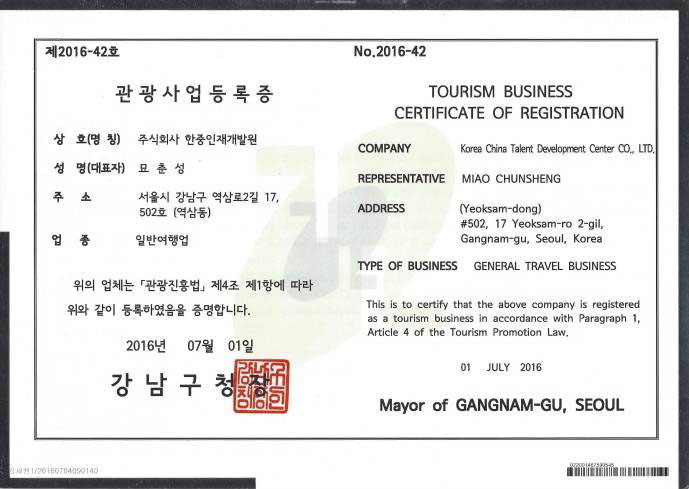 제2016-42호
관광사업등록증
상 호(명 칭) 주식회사 한중인재개발원
성 명(대표자) 묘 춘 성
주 소 서울시 강남구 역삼로2길 17,
502호 (역삼동)
업 종 일반여행업
위의 업체는 「관광진흥법」 제4조 제1항에 따라
위와 같이 등록하였음을 증명합니다.
2016년 07월 01일
강 남 구 청 장
No.2016-42
TOURISM BUSINESS
CERTIFICATE OF REGISTRATION
COMPANY Korea China Talent Development Center CO., LTD.
REPRESENTATIVE MIAO CHUNSHENG
ADDRESS (Yeoksam-dong)
#502, 17 Yeoksam-ro 2-gil,
Gangnam-gu, Seoul, Korea
TYPE OF BUSINESS GENERAL TRAVEL BUSINESS
This is to certify that the above company is registered
as a tourism business in accordance with Paragraph 1,
Article 4 of the Tourism Promotion Law.
01 JULY 2016
Mayor of GANGNAM-GU, SEOUL
1/20160704090140
022001467590546